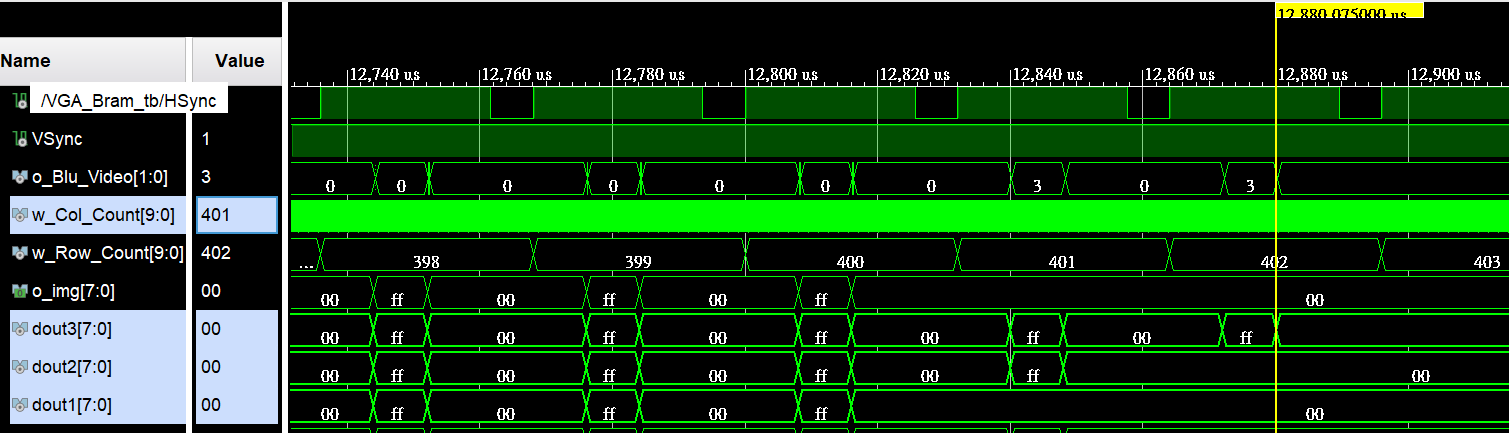 12,880.075000 us
Name Value
12,740 us 12,760 us 12,780 us 12,800 us 12,820 us 12,840 us 12,860 us 12,880 us 12,900 us
/VGA_Bram_tb/HSync
VSync 1
o_Blu_Video[1:0] 3 0 0 0 0 0 0 0 3 0 3
w_Col_Count[9:0] 401
w_Row_Count[9:0] 402 ... 398 399 400 401 402 403
o_img[7:0] 00 00 ff 00 ff 00 ff 00
dout3[7:0] 00 00 ff 00 ff 00 ff 00 ff 00 ff
dout2[7:0] 00 00 ff 00 ff 00 ff 00 ff 00
dout1[7:0] 00 00 ff 00 ff 00 ff 00